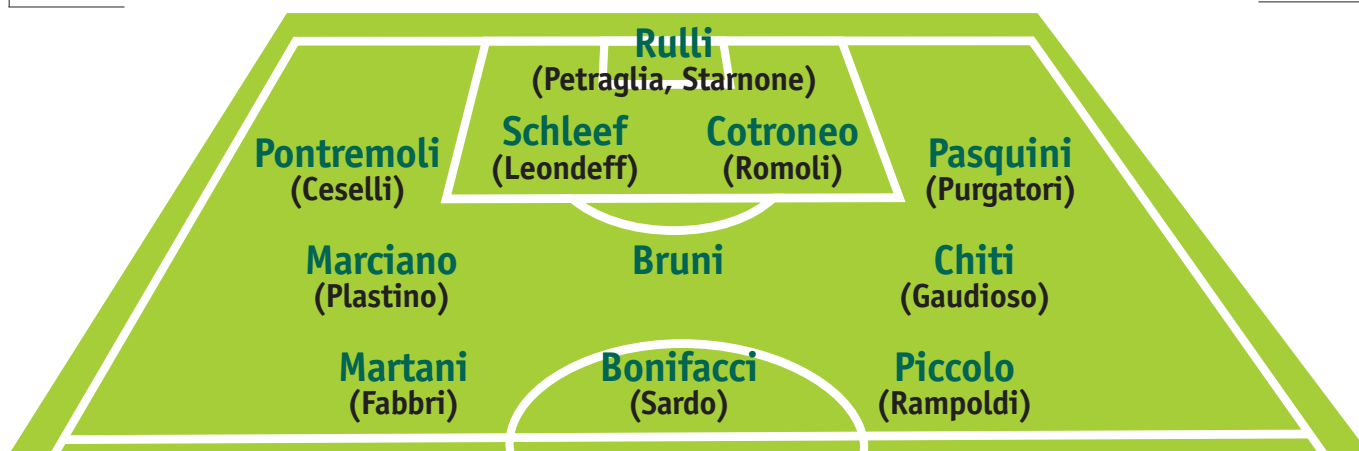 Rulli
(Petraglia, Starnone)
Schleef
(Leondeff)
Cotroneo
(Romoli)
Pontremoli
(Ceselli)
Pasquini
(Purgatori)
Marciano
(Plastino)
Bruni
Chiti
(Gaudioso)
Martani
(Fabbri)
Bonifacci
(Sardo)
Piccolo
(Rampoldi)